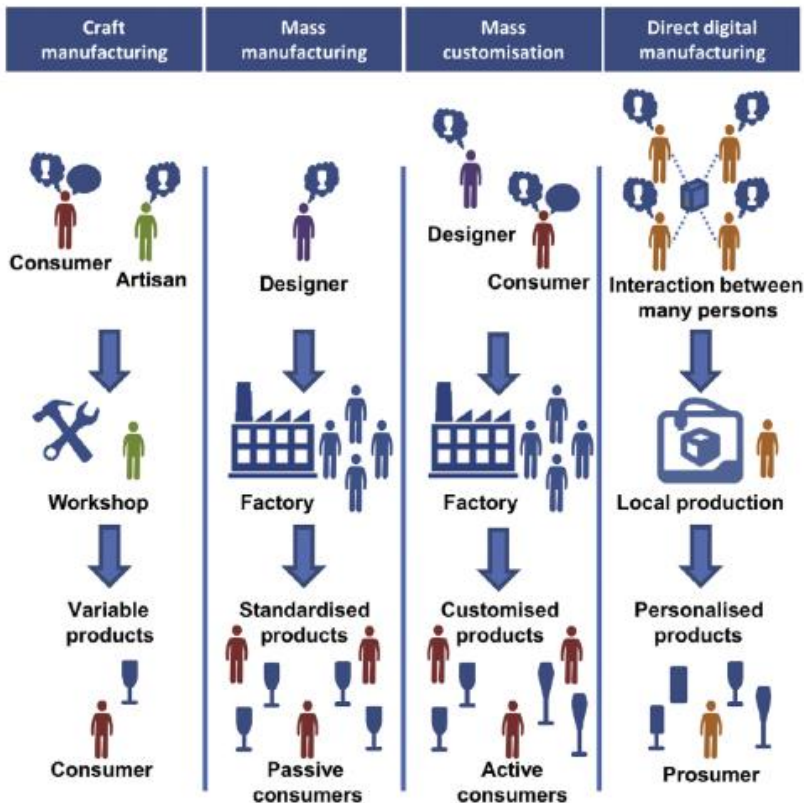 Craft
manufacturing
Mass
manufacturing
Mass
customisation
Direct digital
manufacturing
Consumer
Artisan
Designer
Designer
Consumer
Interaction between
many persons
Workshop
Factory
Factory
Local production
Variable
products
Standardised
products
Customised
products
Personalised
products
Consumer
Passive
consumers
Active
consumers
Prosumer